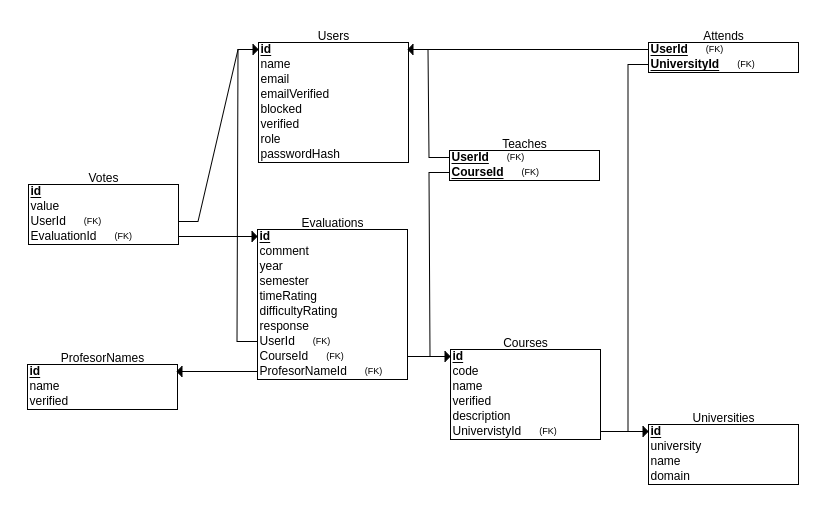 Users
id
name
email
emailVerified
blocked
verified
role
passwordHash
Attends
UserId (FK)
UniversityId (FK)
Teaches
UserId (FK)
CourseId (FK)
Votes
id
value
UserId (FK)
EvaluationId (FK)
Evaluations
id
comment
year
semester
timeRating
difficultyRating
response
UserId (FK)
CourseId (FK)
ProfesorNameId (FK)
ProfesorNames
id
name
verified
Courses
id
code
name
verified
description
UnivervistyId (FK)
Universities
id
university
name
domain